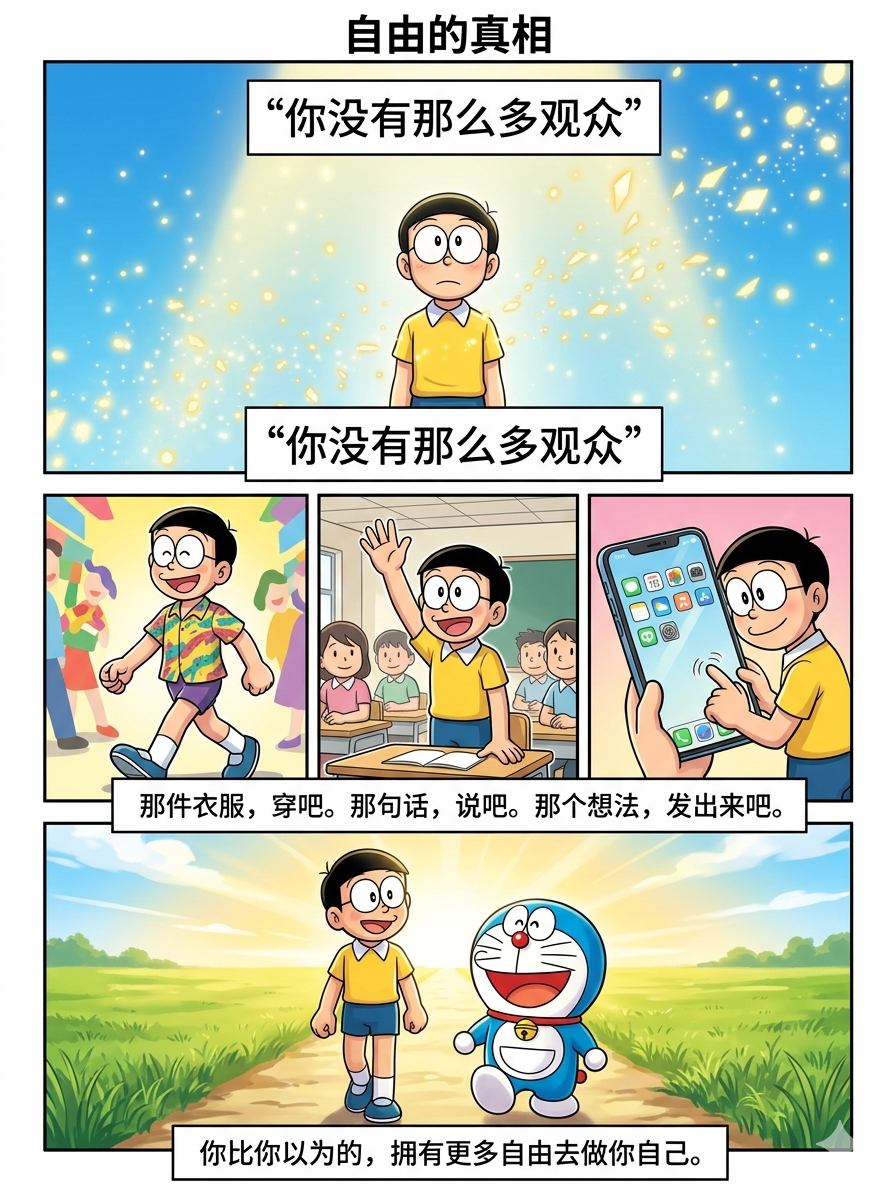 自由的真相
“你没有那么多观众”
“你没有那么多观众”
那件衣服，穿吧。那句话，说吧。那个想法，发出来吧。
你比你以为的，拥有更多自由去做你自己。